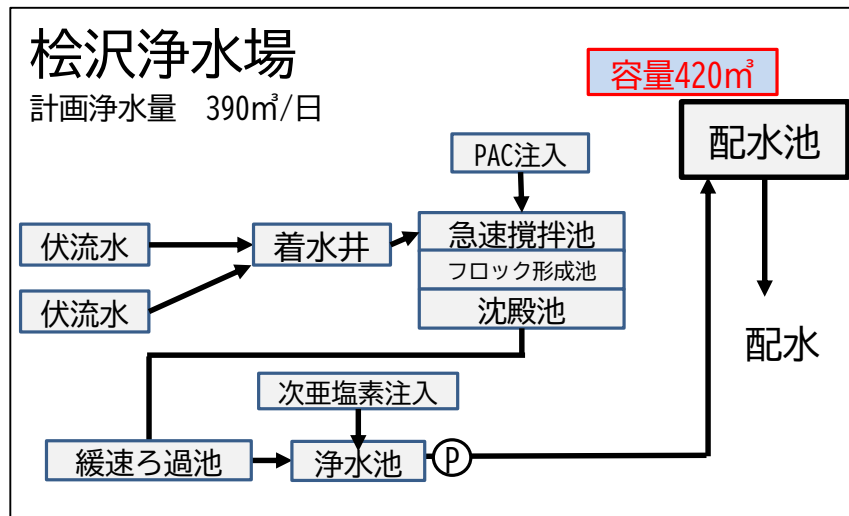 桧沢浄水場
計画浄水量 390㎥/日
容量420㎥
配水池
PAC注入
伏流水
着水井
急速撹拌池
フロック形成池
沈殿池
伏流水
配水
次亜塩素注入
緩速ろ過池
浄水池
P